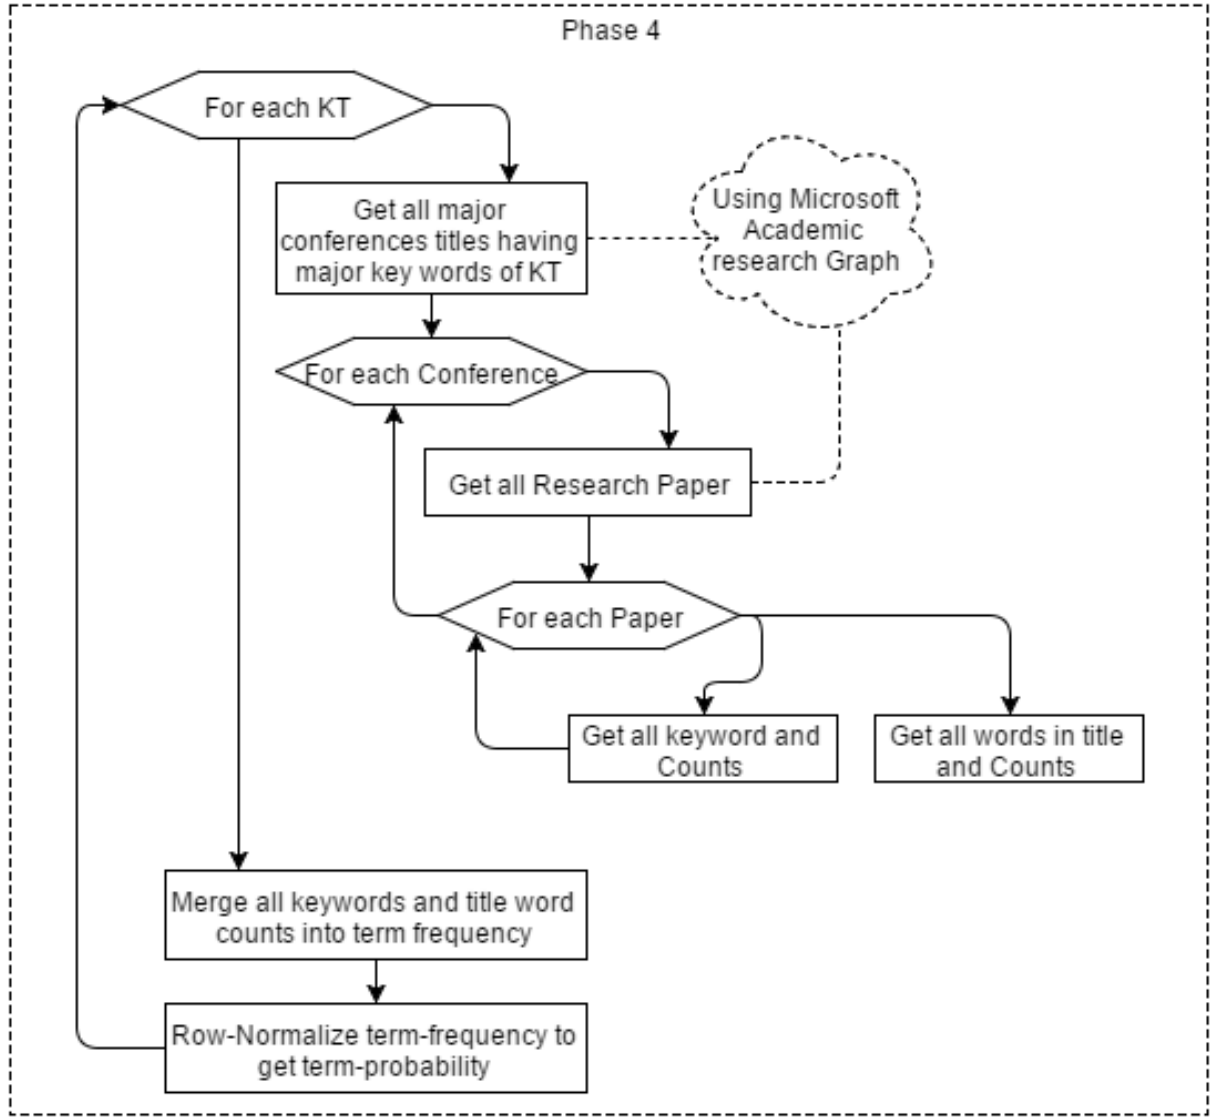 Phase 4
For each KT
Get all major
conferences titles having
major key words of KT
Using Microsoft
Academic
research Graph
For each Conference
Get all Research Paper
For each Paper
Get all keyword and
Counts
Get all words in title
and Counts
Merge all keywords and title word
counts into term frequency
Row-Normalize term-frequency to
get term-probability